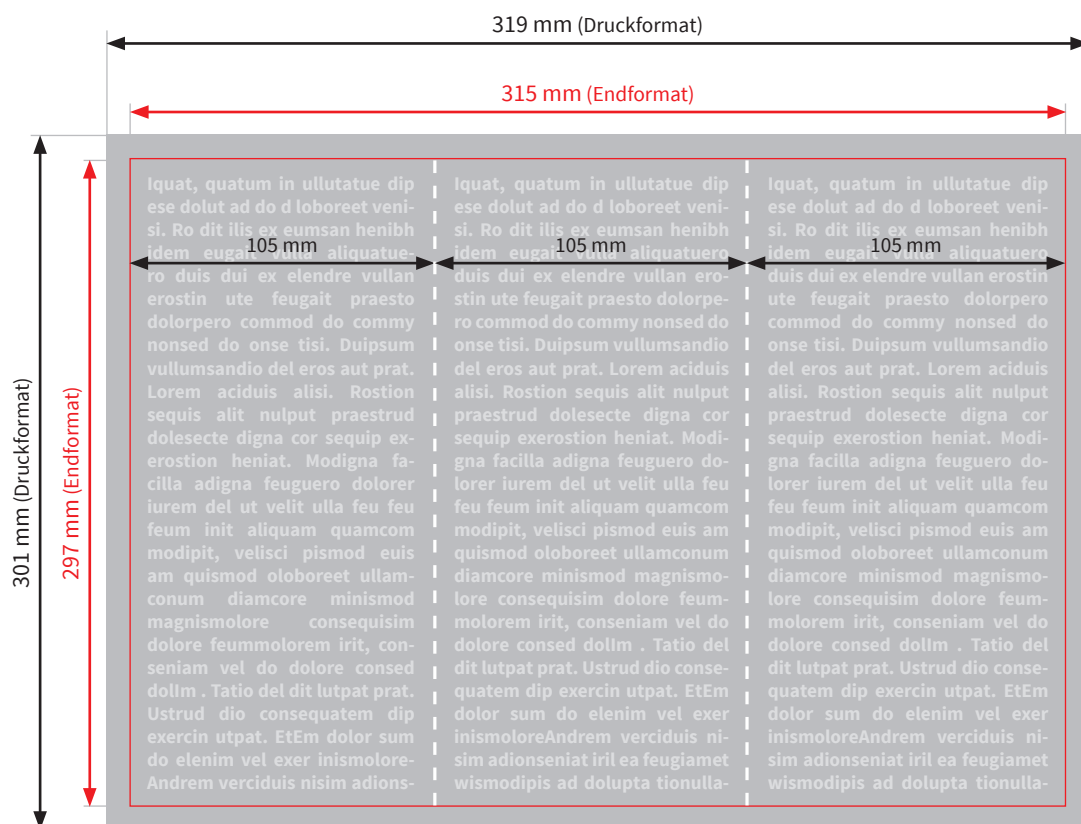 319 mm (Druckformat)
315 mm (Endformat)
301 mm (Druckformat)
297 mm (Endformat)
Iquat, quatum in ullutatue dip
ese dolut ad do d loboreet veni-
si. Ro dit ilis ex eumsan henibh
105 mm
idem eugait vulla aliquatue-
ro duis dui ex elendre vullan
erostin ute feugait praesto
dolorpero commod do commy
nonsed do onse tisi. Duipsum
vullumsandio del eros aut prat.
Lorem aciduis alisi. Rostion
sequis alit nulput praestrud
dolesecte digna cor sequip ex-
erostion heniat. Modigna fa-
cilla adigna feuguero dolorer
iurem del ut velit ulla feu feu
feum init aliquam quamcom
modipit, velisci pismod euis
am quismod oloboreet ullam-
conum diamcore minismod
magnismolore consequisim
dolore feummolorem irit, con-
seniam vel do dolore consed
dolIm . Tatio del dit lutpat prat.
Ustrud dio consequatem dip
exercin utpat. EtEm dolor sum
do elenim vel exer inismolore-
Andrem verciduis nisim adions-
Iquat, quatum in ullutatue dip
ese dolut ad do d loboreet veni-
si. Ro dit ilis ex eumsan henibh
105 mm
idem eugait vulla aliquatuero
duis dui ex elendre vullan ero-
stin ute feugait praesto dolorpe-
ro commod do commy nonsed do
onse tisi. Duipsum vullumsandio
del eros aut prat. Lorem aciduis
alisi. Rostion sequis alit nulput
praestrud dolesecte digna cor
sequip exerostion heniat. Modi-
gna facilla adigna feuguero do-
lorer iurem del ut velit ulla feu
feu feum init aliquam quamcom
modipit, velisci pismod euis am
quismod oloboreet ullamconum
diamcore minismod magnismo-
lore consequisim dolore feum-
molorem irit, conseniam vel do
dolore consed dolIm . Tatio del
dit lutpat prat. Ustrud dio conse-
quatem dip exercin utpat. EtEm
dolor sum do elenim vel exer
inismoloreAndrem verciduis ni-
sim adionseniat iril ea feugiamet
wismodipis ad dolupta tionulla-
Iquat, quatum in ullutatue dip
ese dolut ad do d loboreet veni-
si. Ro dit ilis ex eumsan henibh
105 mm
idem eugait vulla aliquatuero
duis dui ex elendre vullan erostin
ute feugait praesto dolorpero
commod do commy nonsed do
onse tisi. Duipsum vullumsandio
del eros aut prat. Lorem aciduis
alisi. Rostion sequis alit nulput
praestrud dolesecte digna cor
sequip exerostion heniat. Modi-
gna facilla adigna feuguero do-
lorer iurem del ut velit ulla feu
feu feum init aliquam quamcom
modipit, velisci pismod euis am
quismod oloboreet ullamconum
diamcore minismod magnismo-
lore consequisim dolore feum-
molorem irit, conseniam vel do
dolore consed dolIm . Tatio del
dit lutpat prat. Ustrud dio conse-
quatem dip exercin utpat. EtEm
dolor sum do elenim vel exer
inismoloreAndrem verciduis ni-
sim adionseniat iril ea feugiamet
wismodipis ad dolupta tionulla-